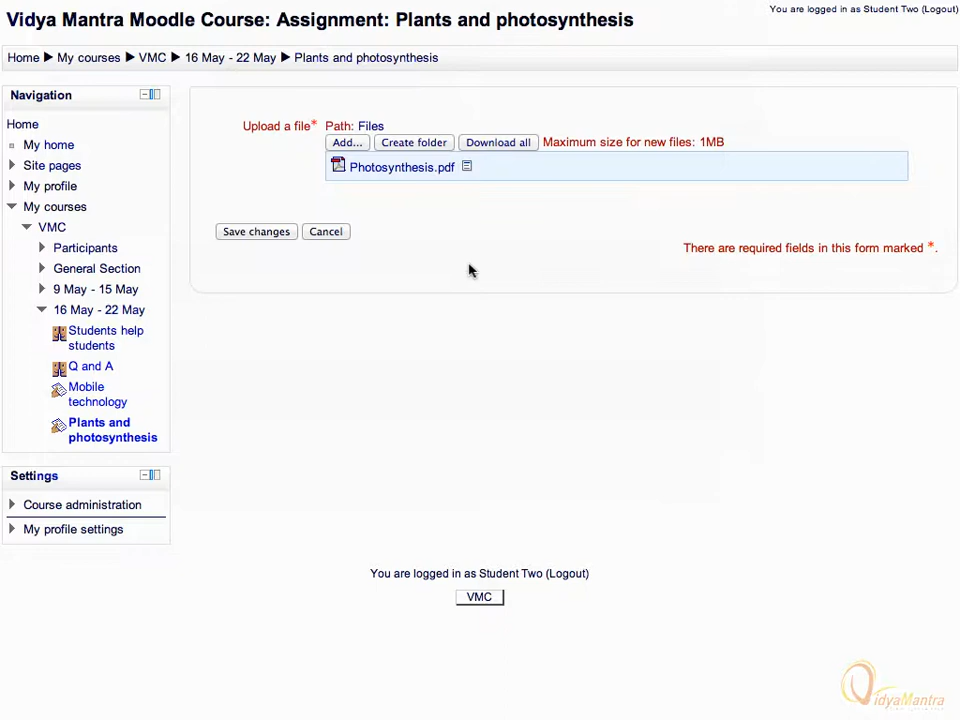 Vidya Mantra Moodle Course: Assignment: Plants and photosynthesis
You are logged in as Student Two (Logout)
Home ▶ My courses ▶ VMC ▶ 16 May - 22 May ▶ Plants and photosynthesis
Navigation
Home
My home
Site pages
My profile
My courses
VMC
Participants
General Section
9 May - 15 May
16 May - 22 May
Students help
students
Q and A
Mobile
technology
Plants and
photosynthesis
Settings
Course administration
My profile settings
Upload a file* Path: Files
Add... Create folder Download all Maximum size for new files: 1MB
Photosynthesis.pdf
Save changes Cancel
There are required fields in this form marked *.
You are logged in as Student Two (Logout)
VMC
VidyaMantra